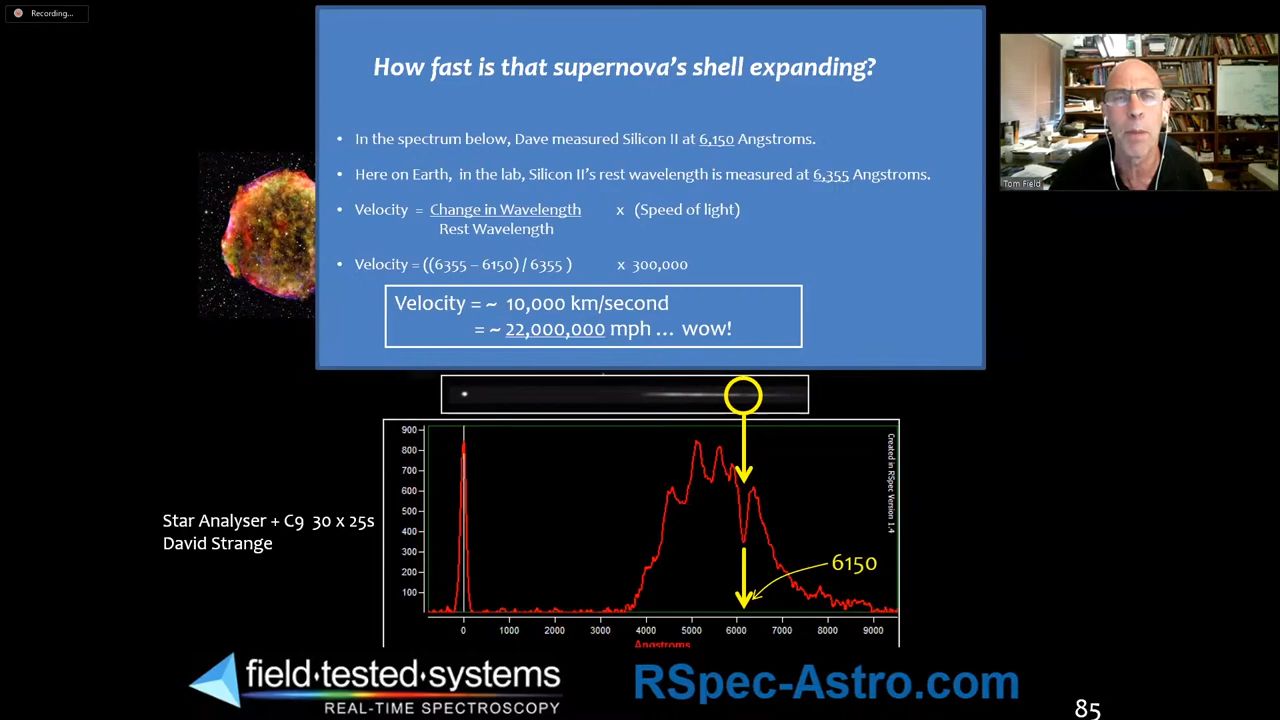 Recording...
How fast is that supernova's shell expanding?
• In the spectrum below, Dave measured Silicon II at 6,150 Angstroms.
• Here on Earth, in the lab, Silicon II's rest wavelength is measured at 6,355 Angstroms.
• Velocity = Change in Wavelength x (Speed of light)
Rest Wavelength
• Velocity = ((6355 – 6150) / 6355 ) x 300,000
Velocity = ~ 10,000 km/second
= ~ 22,000,000 mph ... wow!
Tom Field
900
800
700
600
500
400
300
200
100
0 1000 2000 3000 4000 5000 6000 7000 8000 9000
Angstroms
Created in RSpec Version 1.4
6150
Star Analyser + C9 30 x 25s
David Strange
field•tested•systems
REAL-TIME SPECTROSCOPY
RSpec-Astro.com
85